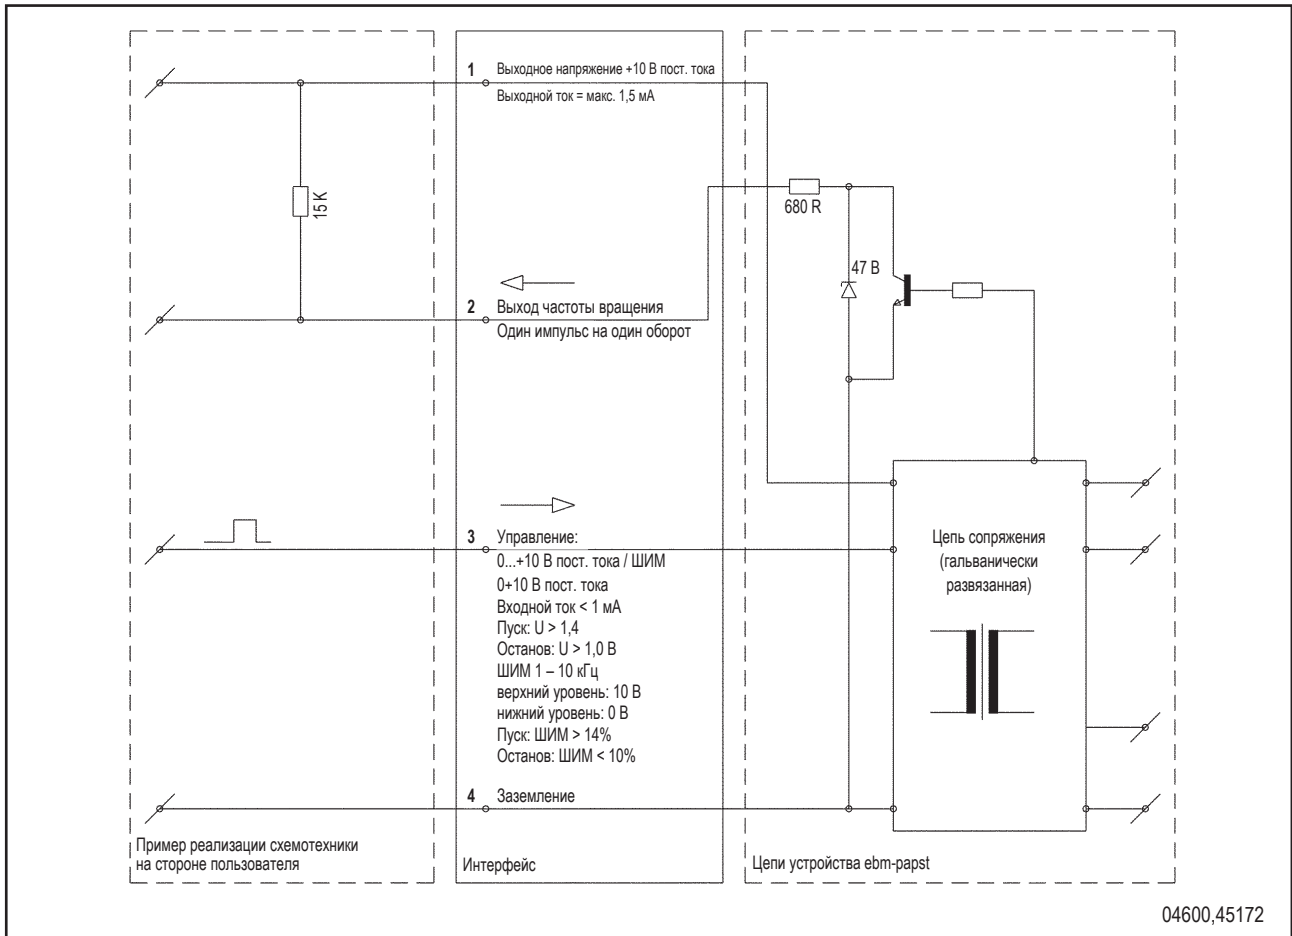 1 Выходное напряжение +10 В пост. тока
Выходной ток = макс. 1,5 мА
15 K
680 R
47 В
2 Выход частоты вращения
Один импульс на один оборот
3 Управление:
0...+10 В пост. тока / ШИМ
0+10 В пост. тока
Входной ток < 1 мА
Пуск: U > 1,4
Останов: U > 1,0 В
ШИМ 1 – 10 кГц
верхний уровень: 10 В
нижний уровень: 0 В
Пуск: ШИМ > 14%
Останов: ШИМ < 10%
Цепь сопряжения
(гальванически
развязанная)
4 Заземление
Пример реализации схемотехники
на стороне пользователя
Интерфейс
Цепи устройства ebm-papst
04600,45172